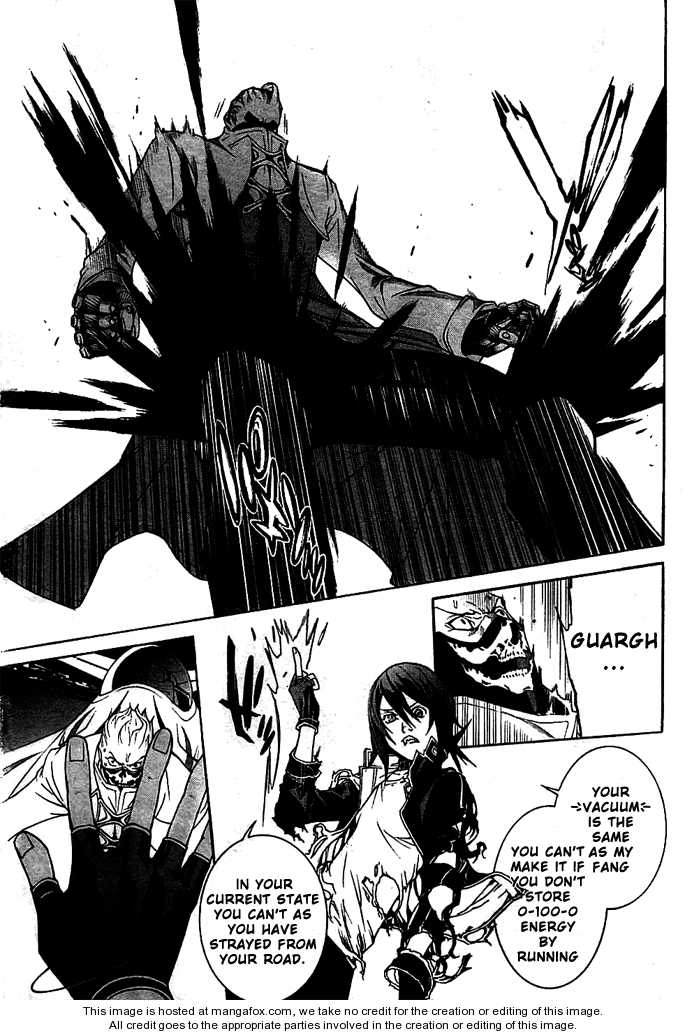 GUARGH
...
YOUR
VACUUM
IS THE
SAME
YOU CAN'T AS MY
MAKE IT IF FANG
YOU DON'T
STORE
0-100-0
ENERGY
BY
RUNNING
IN YOUR
CURRENT STATE
YOU CAN'T AS
YOU HAVE
STRAYED FROM
YOUR ROAD.
This image is hosted at mangafox.com, we take no credit for the creation or editing of this image.
All credit goes to the appropriate parties involved in the creation or editing of this image.